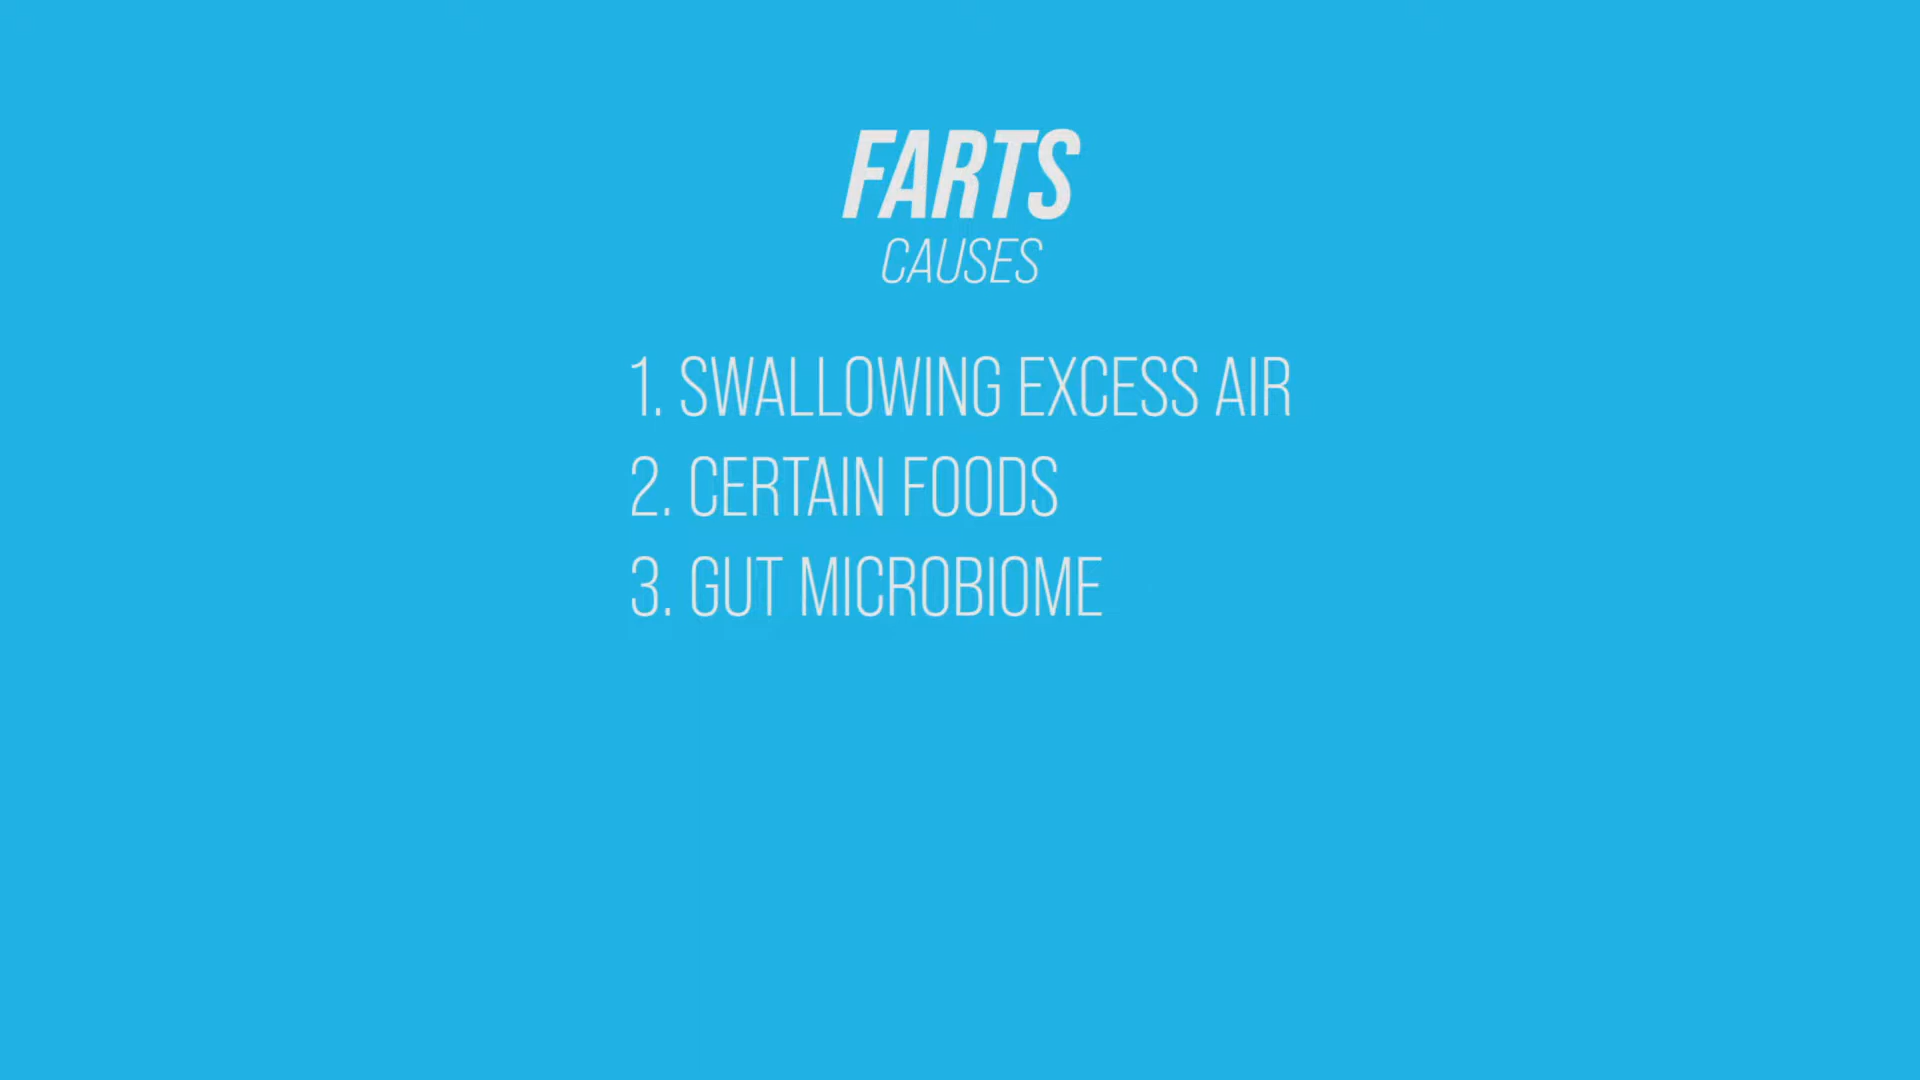 FARTS
CAUSES
1. SWALLOWING EXCESS AIR
2. CERTAIN FOODS
3. GUT MICROBIOME